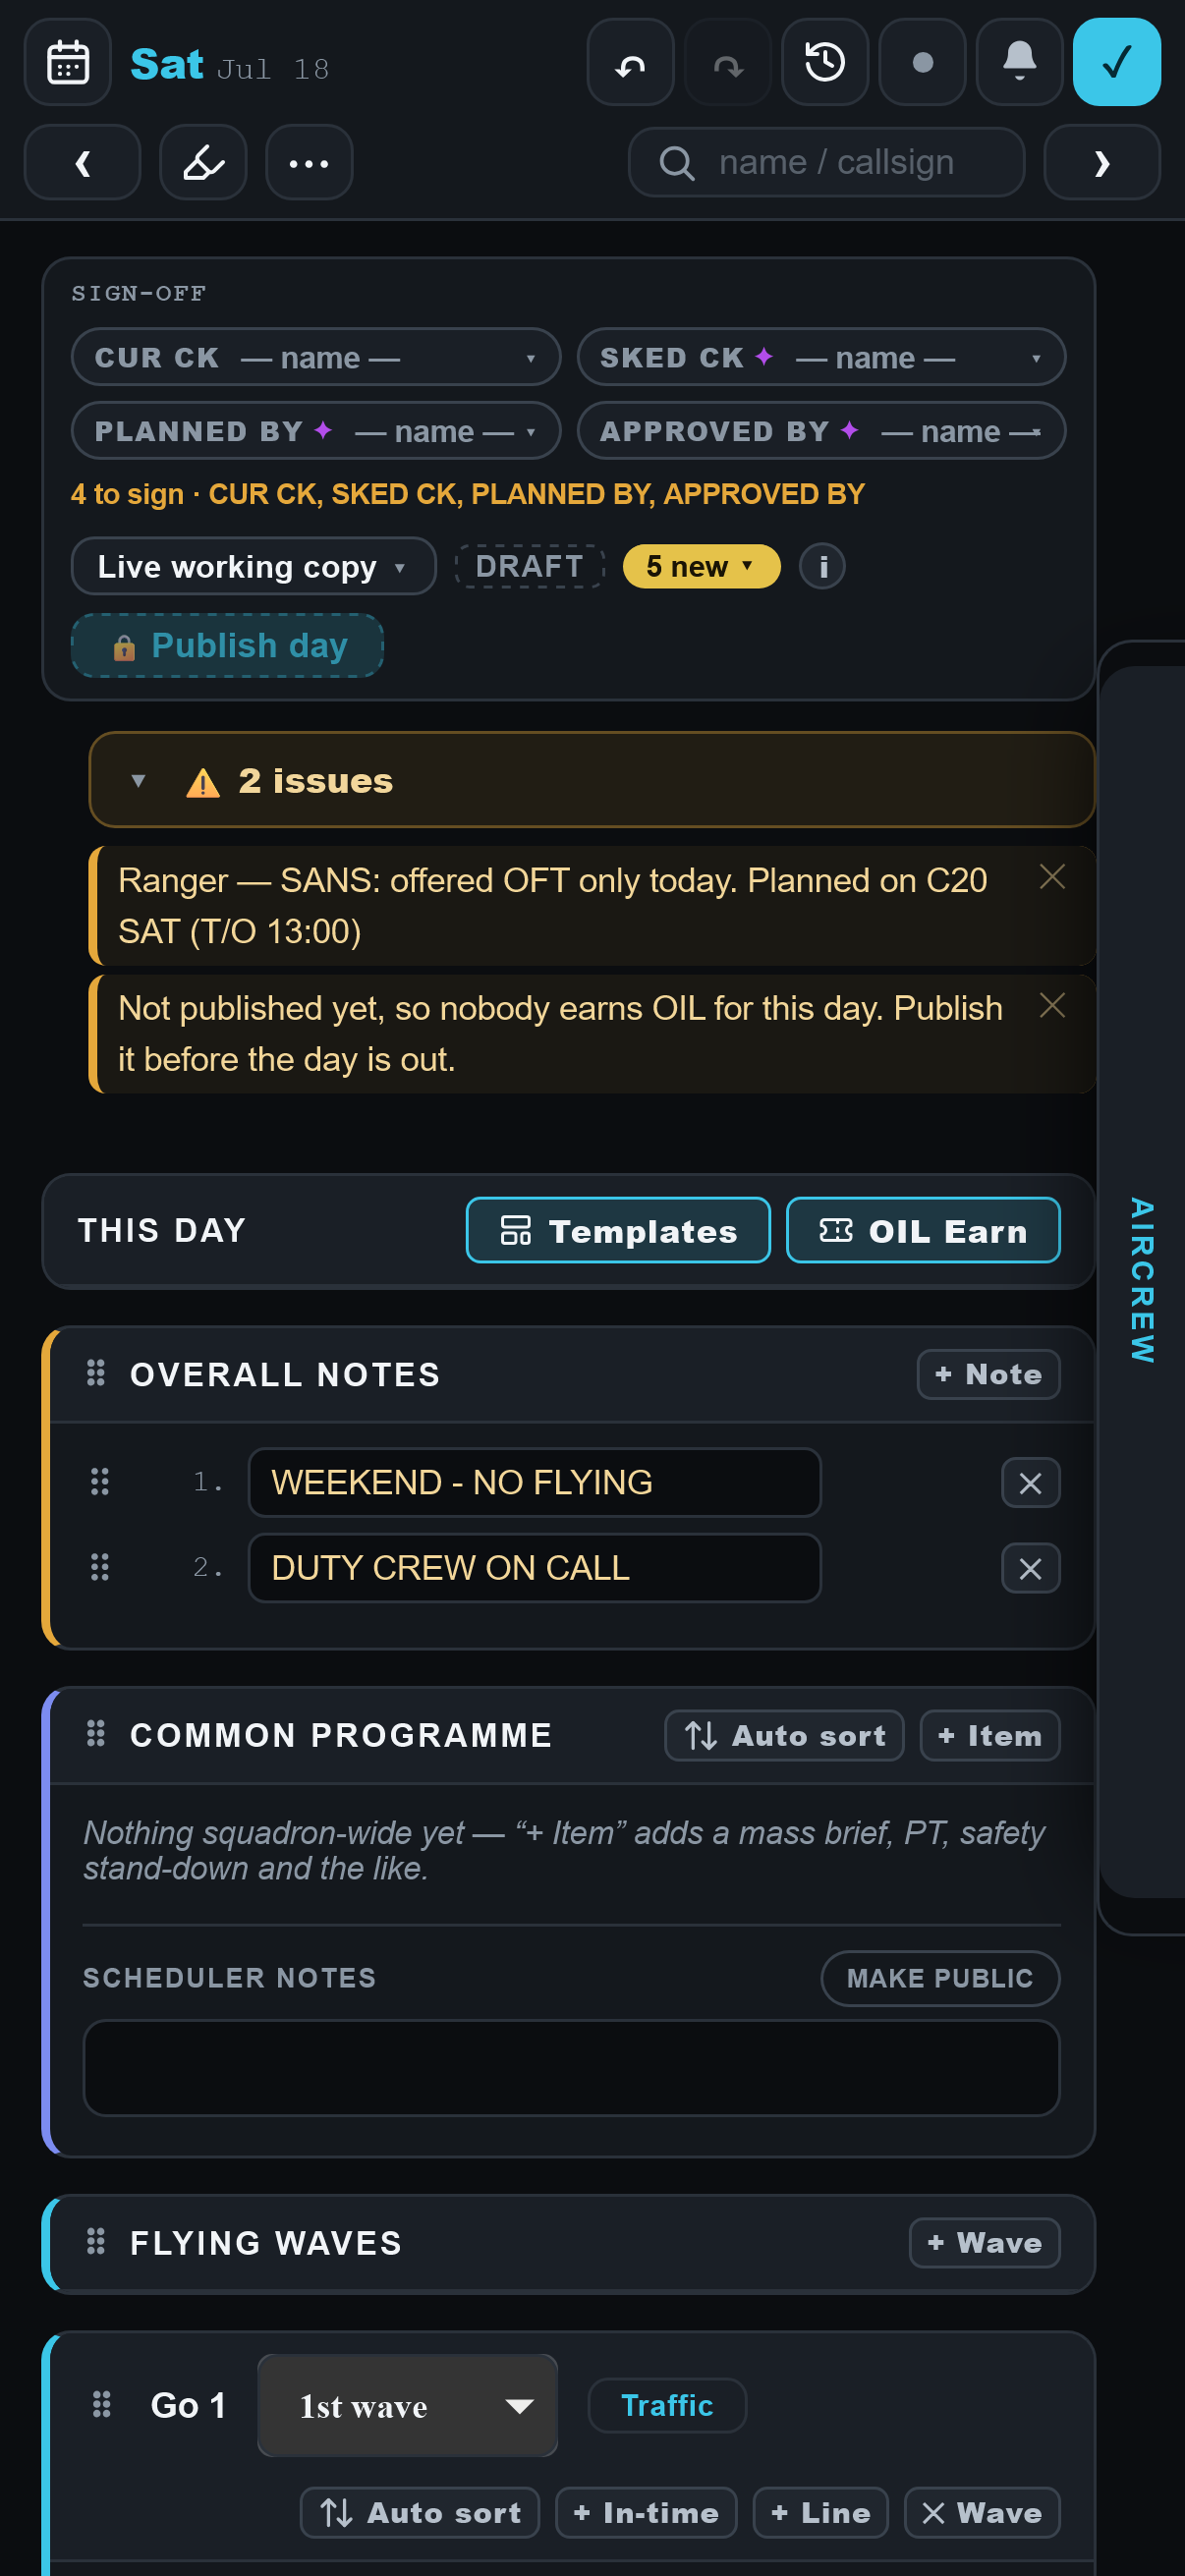 Sat Jul 18
name / callsign
SIGN-OFF
CUR CK — name —
SKED CK — name —
PLANNED BY — name —
APPROVED BY — name —
4 to sign · CUR CK, SKED CK, PLANNED BY, APPROVED BY
Live working copy DRAFT 5 new i
Publish day
2 issues
Ranger — SANS: offered OFT only today. Planned on C20
SAT (T/O 13:00)
Not published yet, so nobody earns OIL for this day. Publish
it before the day is out.
AIRCREW
THIS DAY Templates OIL Earn
OVERALL NOTES + Note
1. WEEKEND - NO FLYING
2. DUTY CREW ON CALL
COMMON PROGRAMME Auto sort + Item
Nothing squadron-wide yet — “+ Item” adds a mass brief, PT, safety
stand-down and the like.
SCHEDULER NOTES MAKE PUBLIC
FLYING WAVES + Wave
Go 1 1st wave Traffic
Auto sort + In-time + Line × Wave